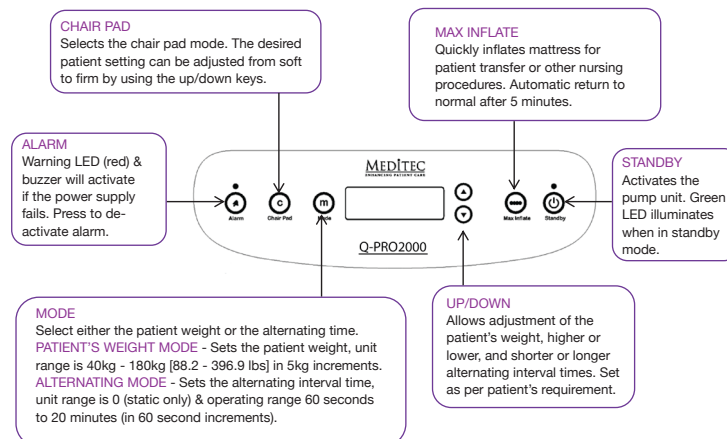 CHAIR PAD
Selects the chair pad mode. The desired
patient setting can be adjusted from soft
to firm by using the up/down keys.
MAX INFLATE
Quickly inflates mattress for
patient transfer or other nursing
procedures. Automatic return to
normal after 5 minutes.
ALARM
Warning LED (red) &
buzzer will activate
if the power supply
fails. Press to de-
activate alarm.
STANDBY
Activates the
pump unit. Green
LED illuminates
when in standby
mode.
MEDITEC
ENHANCING PATIENT CARE
C
m
Alarm
Chair Pad
Mode
Max Inflate
Standby
Q-PRO2000
MODE
Select either the patient weight or the alternating time.
PATIENT'S WEIGHT MODE - Sets the patient weight, unit
range is 40kg - 180kg [88.2 - 396.9 lbs] in 5kg increments.
ALTERNATING MODE - Sets the alternating interval time,
unit range is 0 (static only) & operating range 60 seconds
to 20 minutes (in 60 second increments).
UP/DOWN
Allows adjustment of the
patient's weight, higher or
lower, and shorter or longer
alternating interval times. Set
as per patient's requirement.